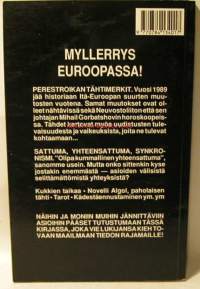 MYLLERRYS
EUROOPASSA!
PERESTROIKAN TÄHTIMERKIT. Vuosi 1989
jää historiaan Itä-Euroopan suurten muu-
tosten vuotena. Samat muutokset ovat ol-
leet nähtävissä sekä Neuvostoliiton että sen
johtajan Mihail Gorbatshovin horoskoopeis-
sa. Tähdet kertovat myös uudistusten tule-
vaisuudesta ja vaikeuksista, joita ne tulevat
kohtaamaan...
SATTUMA, YHTEENSATTUMA, SYNKRO-
NISMI. "Olipa kummallinen yhteensattuma",
sanomme usein. Mutta onko sittenkin kyse
jostakin enemmästä — asioiden välisistä
selittämättömistä yhteyksistä?
Kukkien taikaa · Novelli Algol, paholaisen
tähti · Tarot · Kädestäennustaminen ym. ym
NÄIHIN JA MONIIN MUIHIN JÄNNITTÄVIIN
ASIOIHIN PÄÄSET TUTUSTUMAAN TÄSSÄ
KIRJASSA, JOKA VIE LUKIJANSA KIEHTO-
VAAN MAAILMAAN TIEDON RAJAMAILLE!